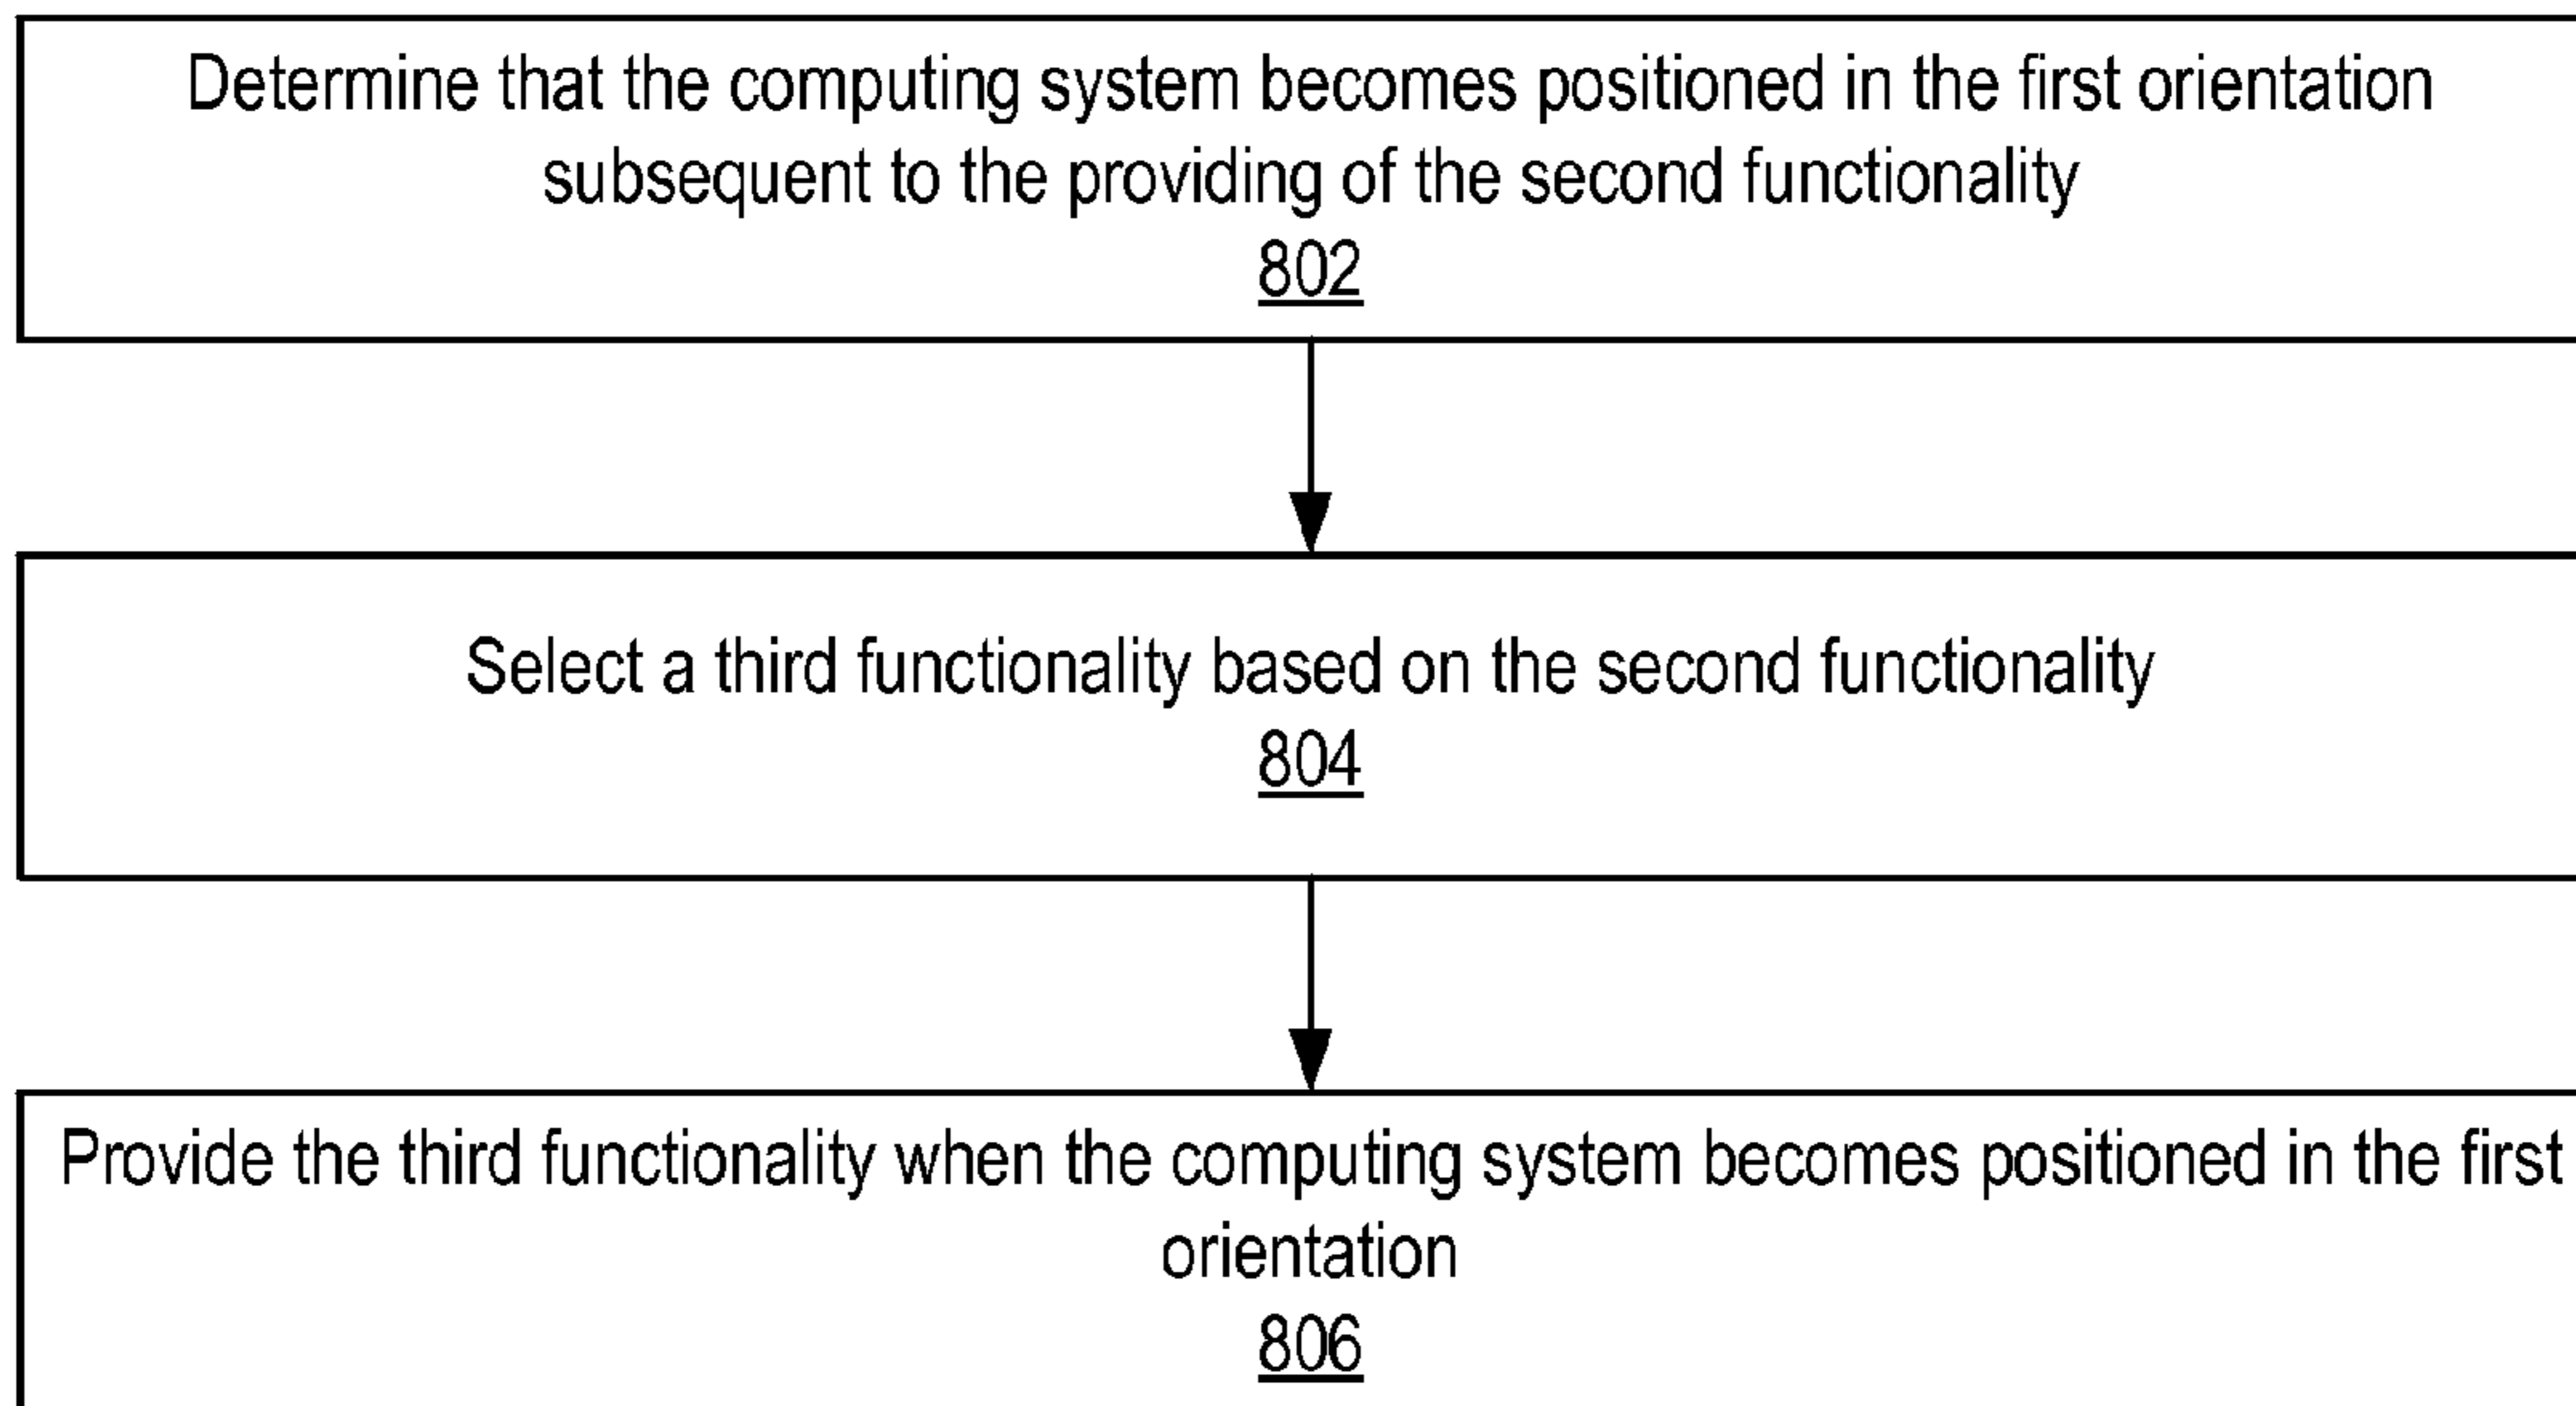 Determine that the computing system becomes positioned in the first orientation
subsequent to the providing of the second functionality
802
Select a third functionality based on the second functionality
804
Provide the third functionality when the computing system becomes positioned in the first
orientation
806